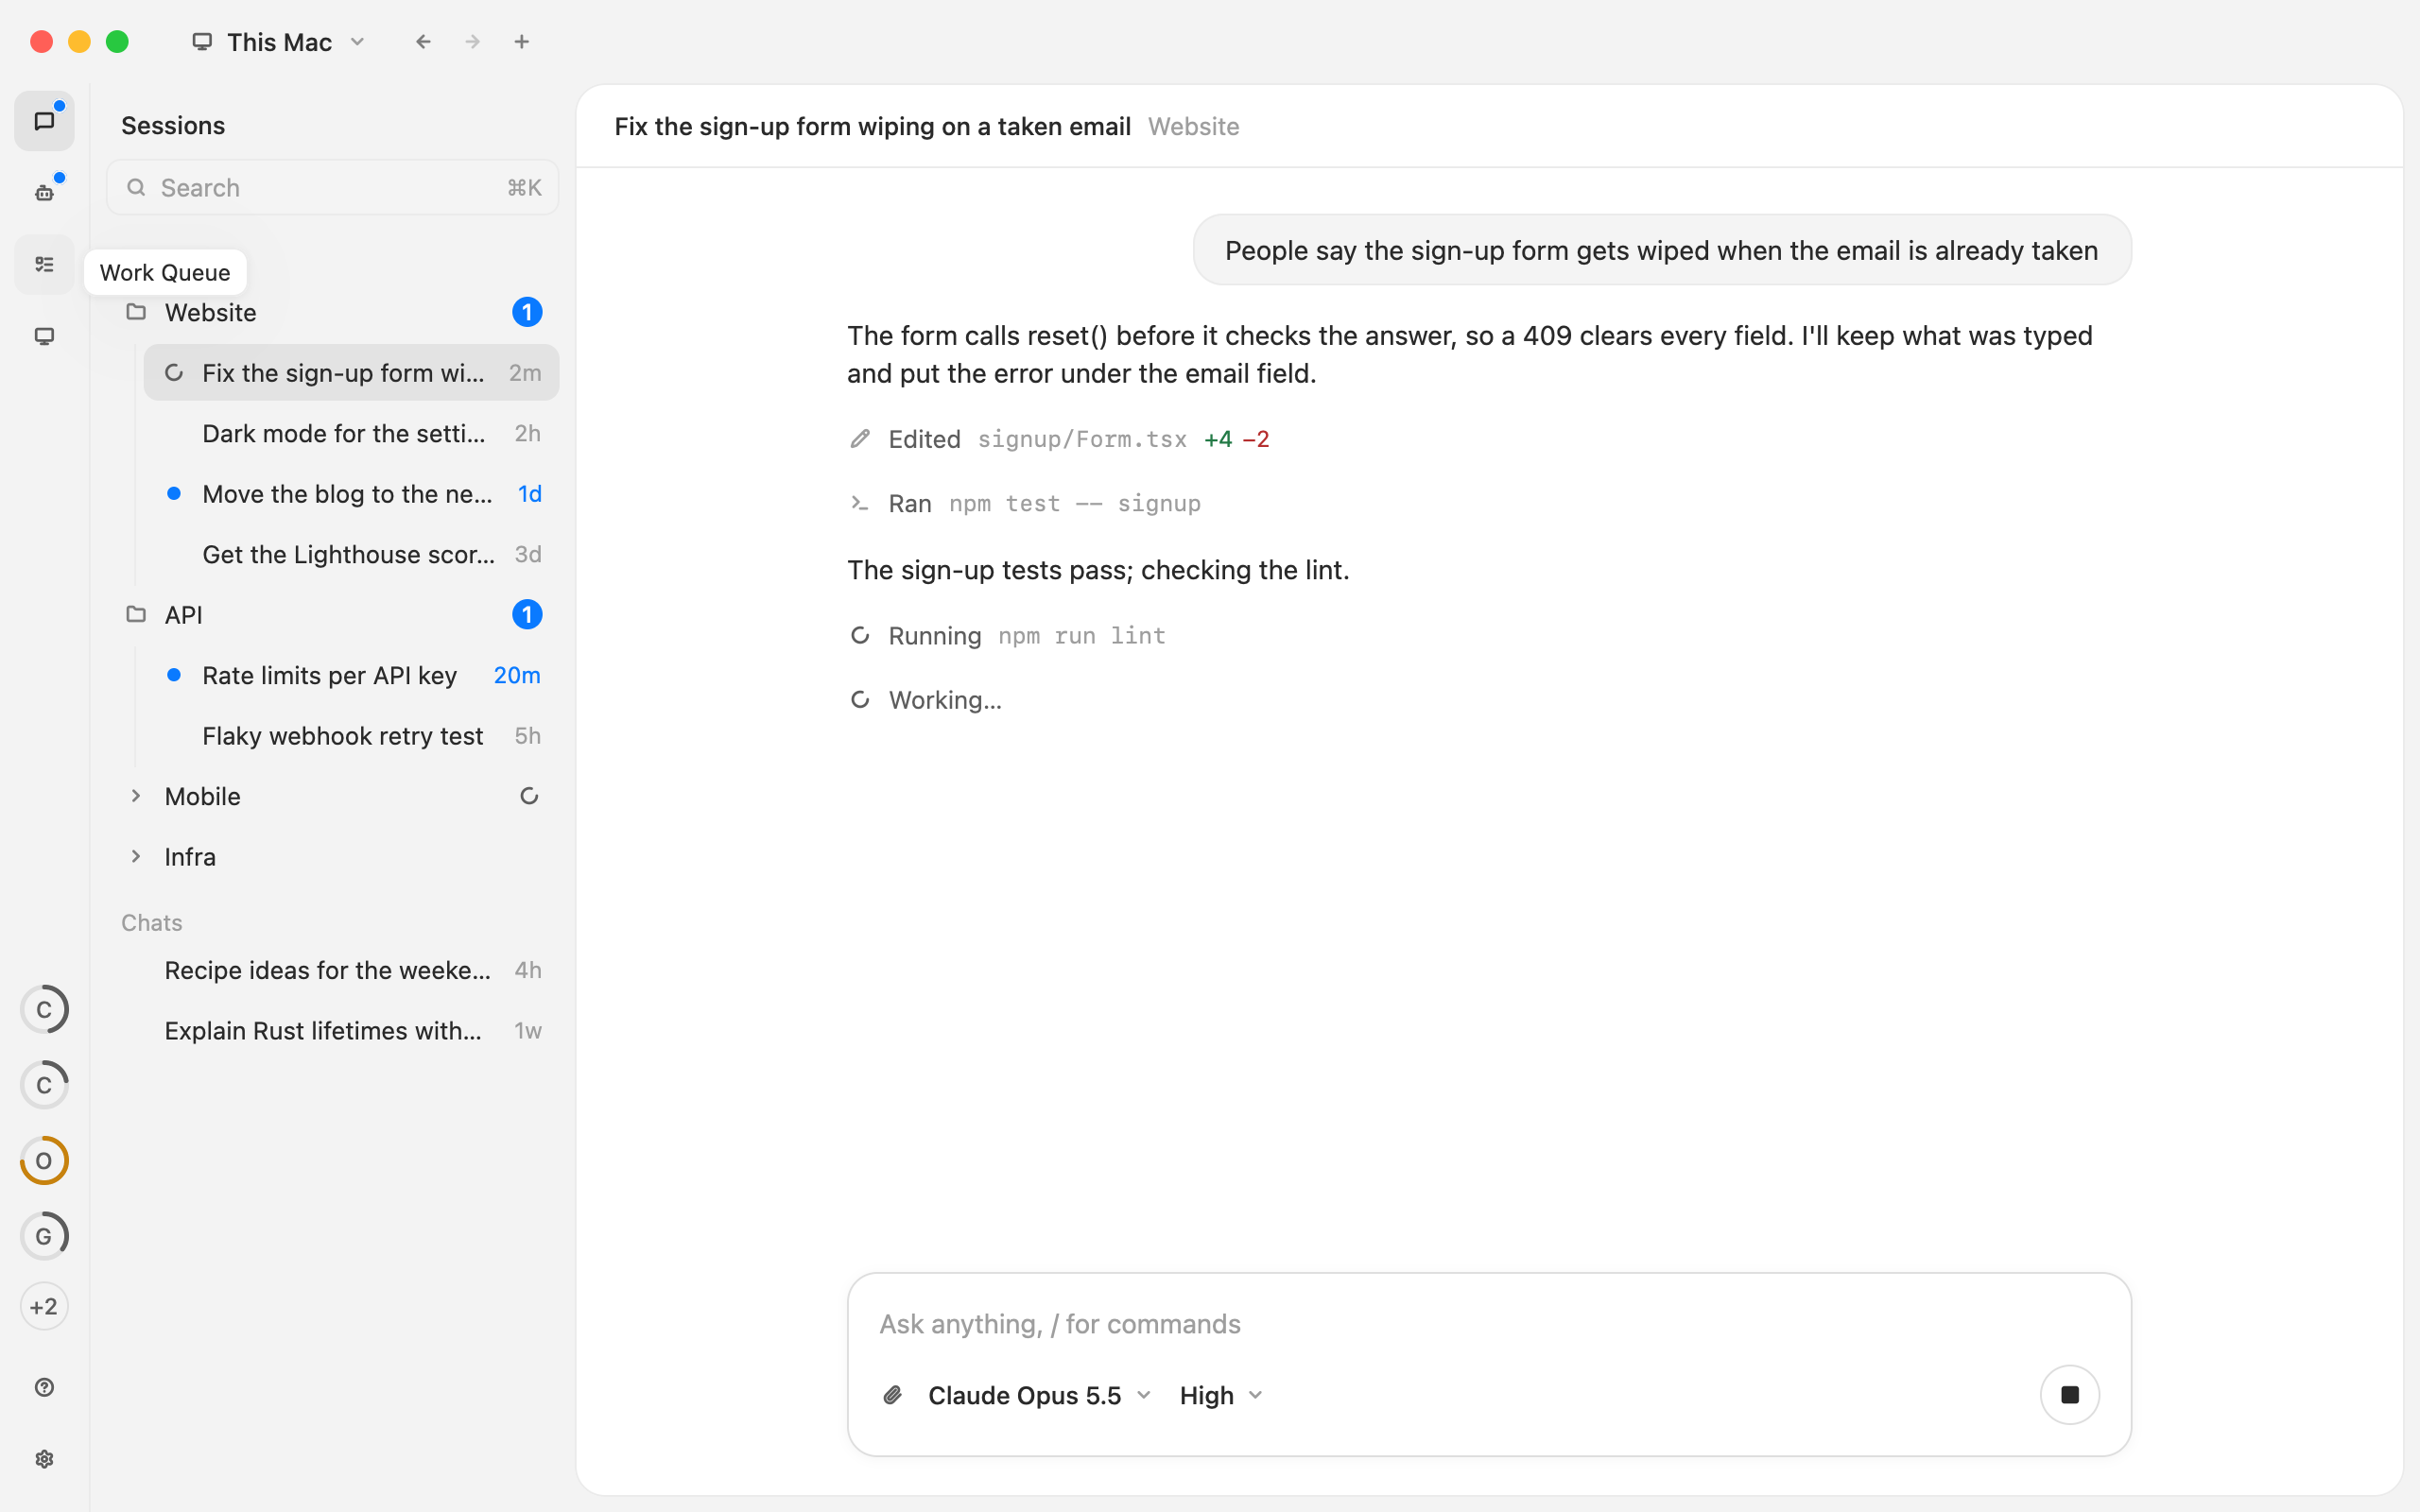 This Mac
Sessions
Search ⌘K
Work Queue
Website 1
Fix the sign-up form wi... 2m
Dark mode for the setti... 2h
Move the blog to the ne... 1d
Get the Lighthouse scor... 3d
API 1
Rate limits per API key 20m
Flaky webhook retry test 5h
Mobile
Infra
Chats
Recipe ideas for the weeke... 4h
Explain Rust lifetimes with... 1w
C
C
O
G
+2
Fix the sign-up form wiping on a taken email Website
People say the sign-up form gets wiped when the email is already taken
The form calls reset() before it checks the answer, so a 409 clears every field. I'll keep what was typed
and put the error under the email field.
Edited signup/Form.tsx +4 −2
Ran npm test -- signup
The sign-up tests pass; checking the lint.
Running npm run lint
Working...
Ask anything, / for commands
Claude Opus 5.5 High